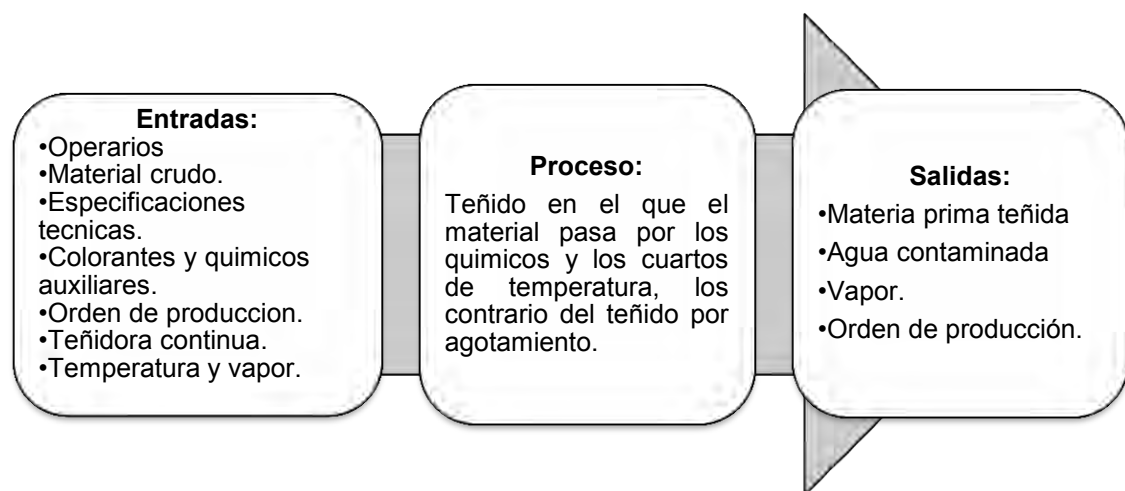 Entradas:
•Operarios
•Material crudo.
•Especificaciones
tecnicas.
•Colorantes y quimicos
auxiliares.
•Orden de produccion.
•Teñidora continua.
•Temperatura y vapor.
Proceso:
Teñido en el que el
material pasa por los
quimicos y los cuartos
de temperatura, los
contrario del teñido por
agotamiento.
Salidas:
•Materia prima teñida
•Agua contaminada
•Vapor.
•Orden de producción.